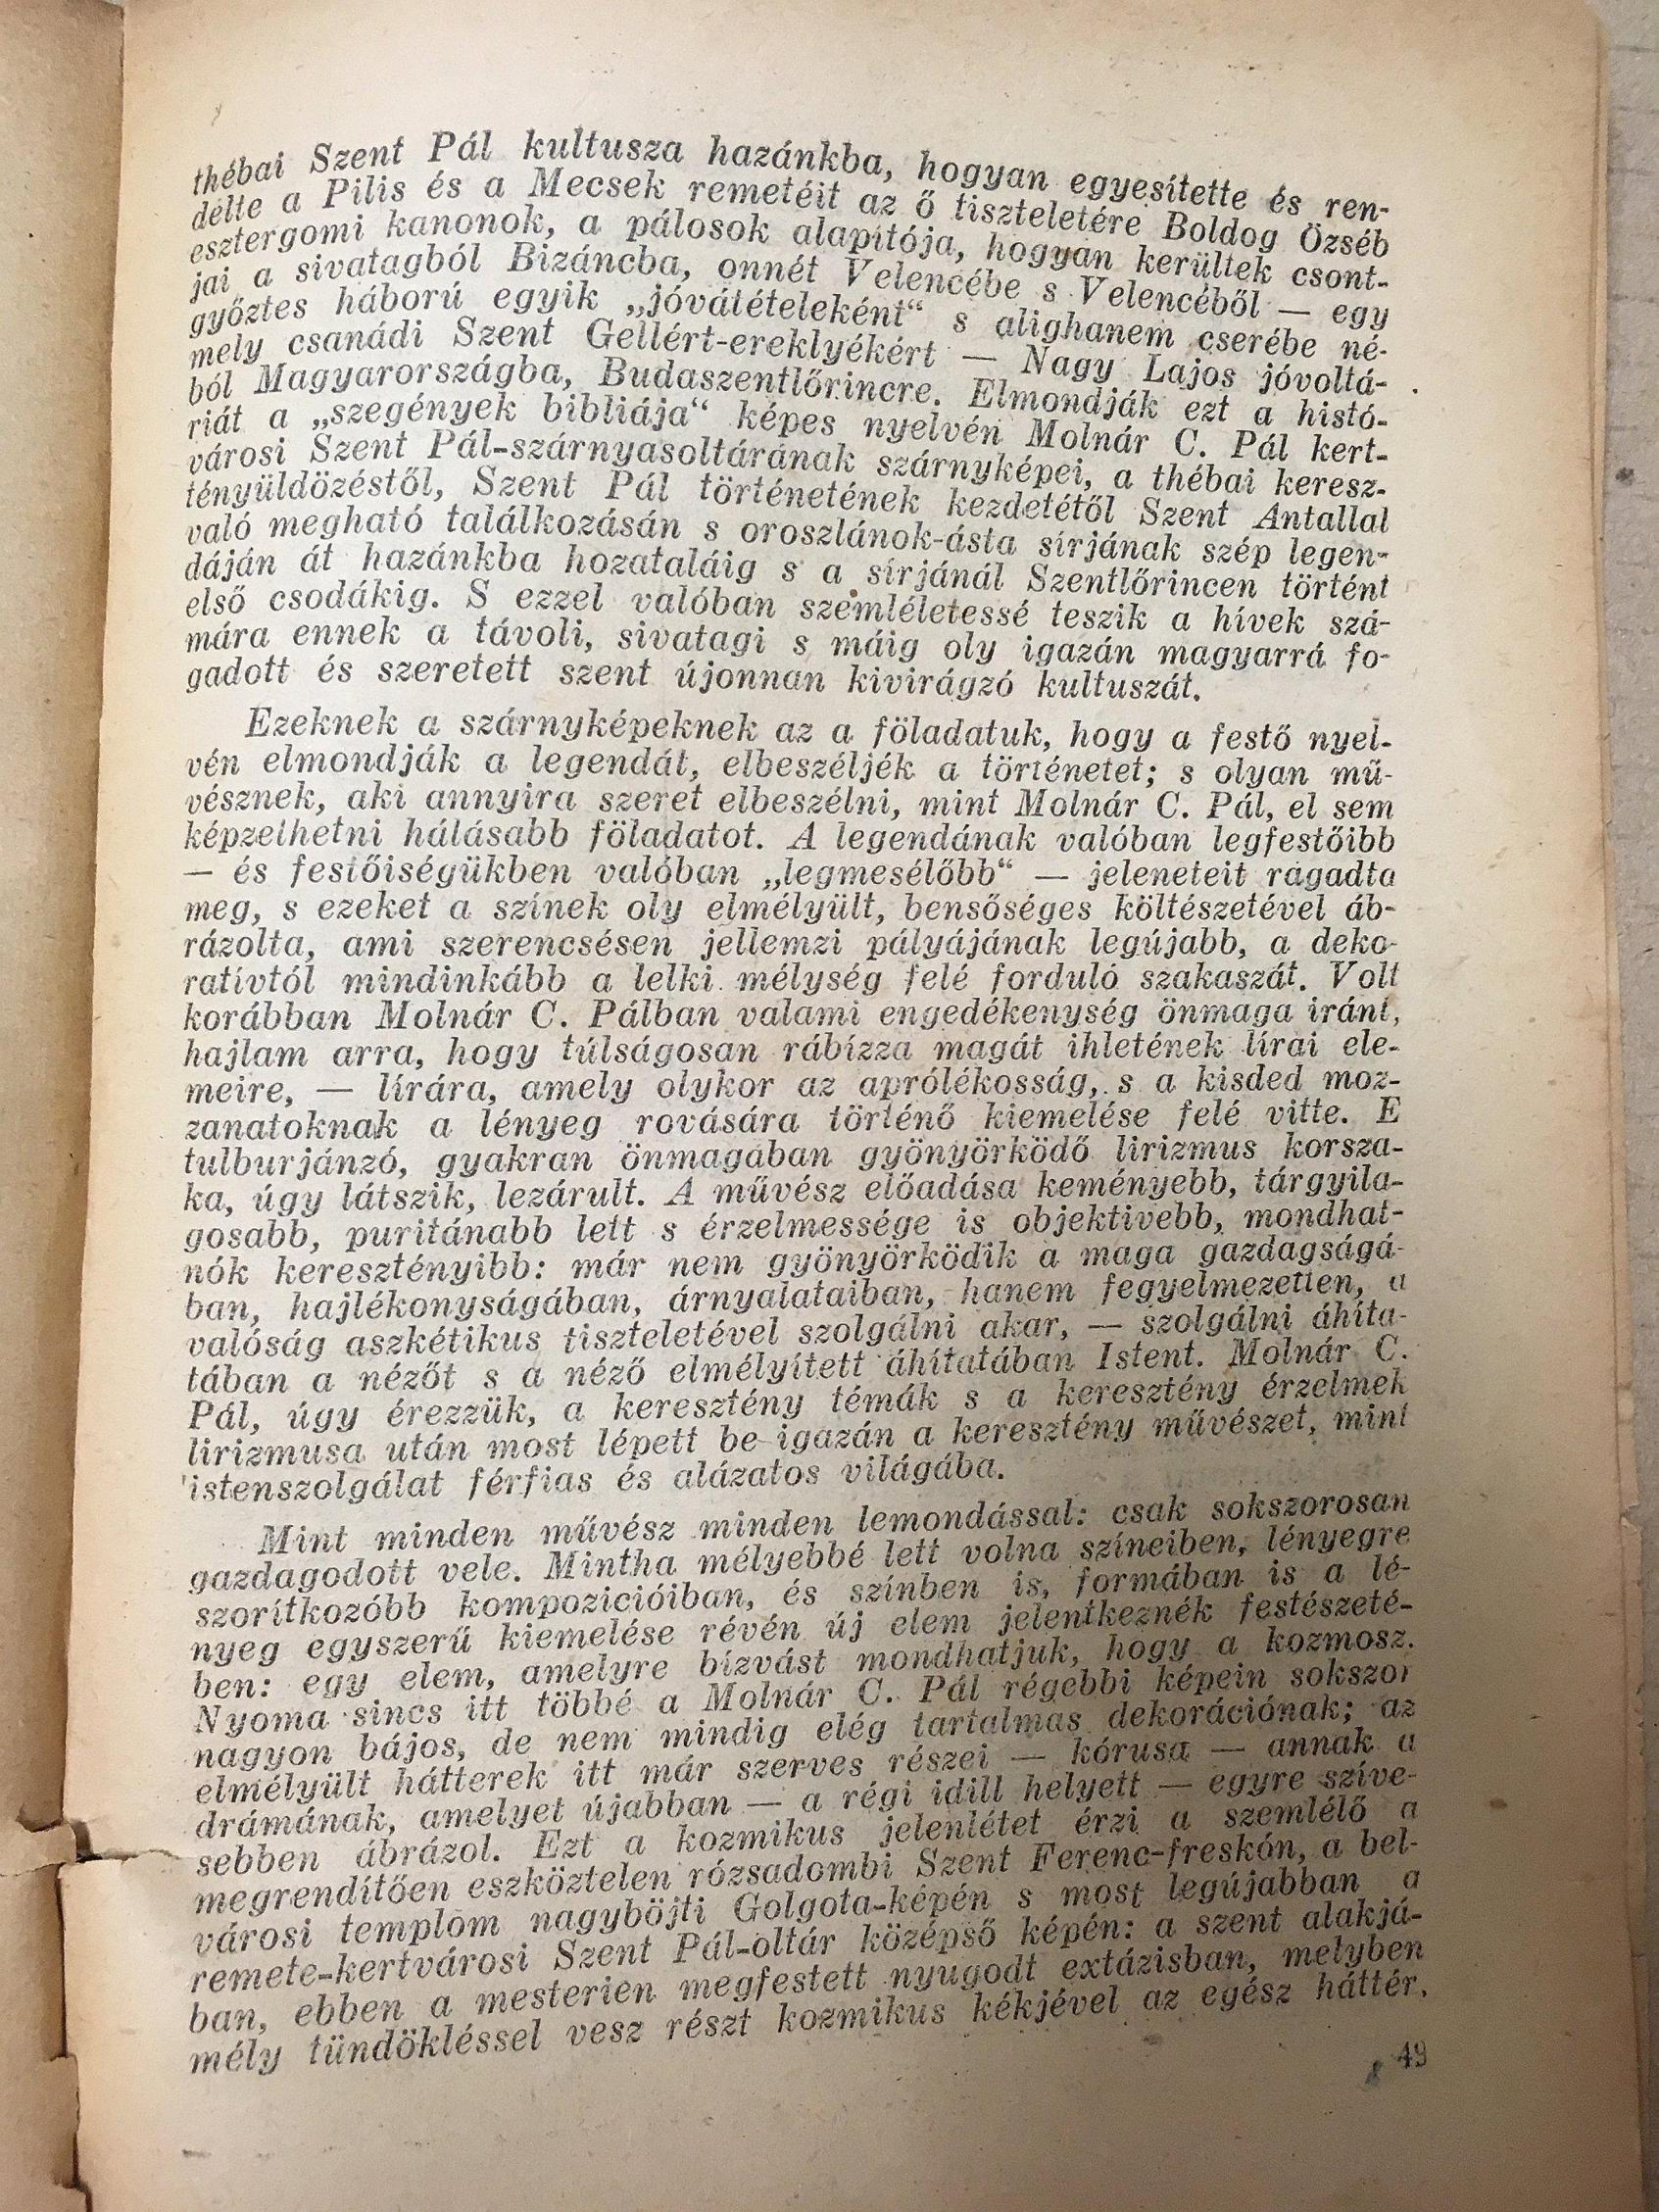 thébai Szent Pál kultusza hazánkba, hogyan egyesítette és ren-
delte a Pilis és a Mecsek remetéit az ő tiszteletére Boldog Özséb
esztergomi kanonok, a pálosok alapítója, hogyan kerültek csont-
jai a sivatagból Bizáncba, onnét Velencébe s Velencéből — egy
győztes háború egyik „jóvátételeként“ s alighanem cserébe né-
mely csanádi Szent Gellért-ereklyékért — Nagy Lajos jóvoltá-
ból Magyarországba, Budaszentlőrincre. Elmondják ezt a histó-
riát a „szegények bibliája“ képes nyelvén Molnár C. Pál kert-
városi Szent Pál-szárnyasoltárának szárnyképei, a thébai keresz-
tényüldözéstől, Szent Pál történetének kezdetétől Szent Antallal
való megható találkozásán s oroszlánok-ásta sírjának szép legen-
dáján át hazánkba hozataláig s a sírjánál Szentlőrincen történt
első csodákig. S ezzel valóban szemléletessé teszik a hívek szá-
mára ennek a távoli, sivatagi s máig oly igazán magyarrá fo-
gadott és szeretett szent újonnan kivirágzó kultuszát.
Ezeknek a szárnyképeknek az a föladatuk, hogy a festő nyel-
vén elmondják a legendát, elbeszéljék a történetet; s olyan mű-
vésznek, aki annyira szeret elbeszélni, mint Molnár C. Pál, el sem
képzelhetni hálásabb föladatot. A legendának valóban legfestőibb
— és festőiségükben valóban „legmesélőbb“ — jeleneteit ragadta
meg, s ezeket a színek oly elmélyült, bensőséges költészetével áb-
rázolta, ami szerencsésen jellemzi pályájának legújabb, a deko-
ratívtól mindinkább a lelki mélység felé forduló szakaszát. Volt
korábban Molnár C. Pálban valami engedékenység önmaga iránt,
hajlam arra, hogy túlságosan rábízza magát ihletének lírai ele-
meire, — lírára, amely olykor az aprólékosság, s a kisded moz-
zanatoknak a lényeg rovására történő kiemelése felé vitte. E
tulburjánzó, gyakran önmagában gyönyörködő lirizmus korsza-
ka, úgy látszik, lezárult. A művész előadása keményebb, tárgyila-
gosabb, puritánabb lett s érzelmessége is objektivebb, mondhat-
nók keresztényibb: már nem gyönyörködik a maga gazdagságá-
ban, hajlékonyságában, árnyalataiban, hanem fegyelmezetten, a
valóság aszkétikus tiszteletével szolgálni akar, — szolgálni áhíta-
tában a nézőt s a néző elmélyített áhítatában Istent. Molnár C.
Pál, úgy érezzük, a keresztény témák s a keresztény érzelmek
lirizmusa után most lépett be igazán a keresztény művészet, mint
istenszolgálat férfias és alázatos világába.
Mint minden művész minden lemondással: csak sokszorosan
gazdagodott vele. Mintha mélyebbé lett volna színeiben, lényegre
szorítkozóbb kompozicióiban, és színben is, formában is a lé-
nyeg egyszerű kiemelése révén új elem jelentkeznék festészeté-
ben: egy elem, amelyre bízvást mondhatjuk, hogy a kozmosz.
Nyoma sincs itt többé a Molnár C. Pál régebbi képein sokszor
nagyon bájos, de nem mindig elég tartalmas dekorációnak; az
elmélyült hátterek itt már szerves részei — kórusa — annak a
drámának, amelyet újabban — a régi idill helyett — egyre szíve-
sebben ábrázol. Ezt a kozmikus jelenlétet érzi a szemlélő a
megrendítően eszköztelen rózsadombi Szent Ferenc-freskón, a bel-
városi templom nagyböjti Golgota-képén s most legújabban a
remete-kertvárosi Szent Pál-oltár középső képén: a szent alakjá-
ban, ebben a mesterien megfestett nyugodt extázisban, melyben
mély tündökléssel vesz részt kozmikus kékjével az egész háttér.
49